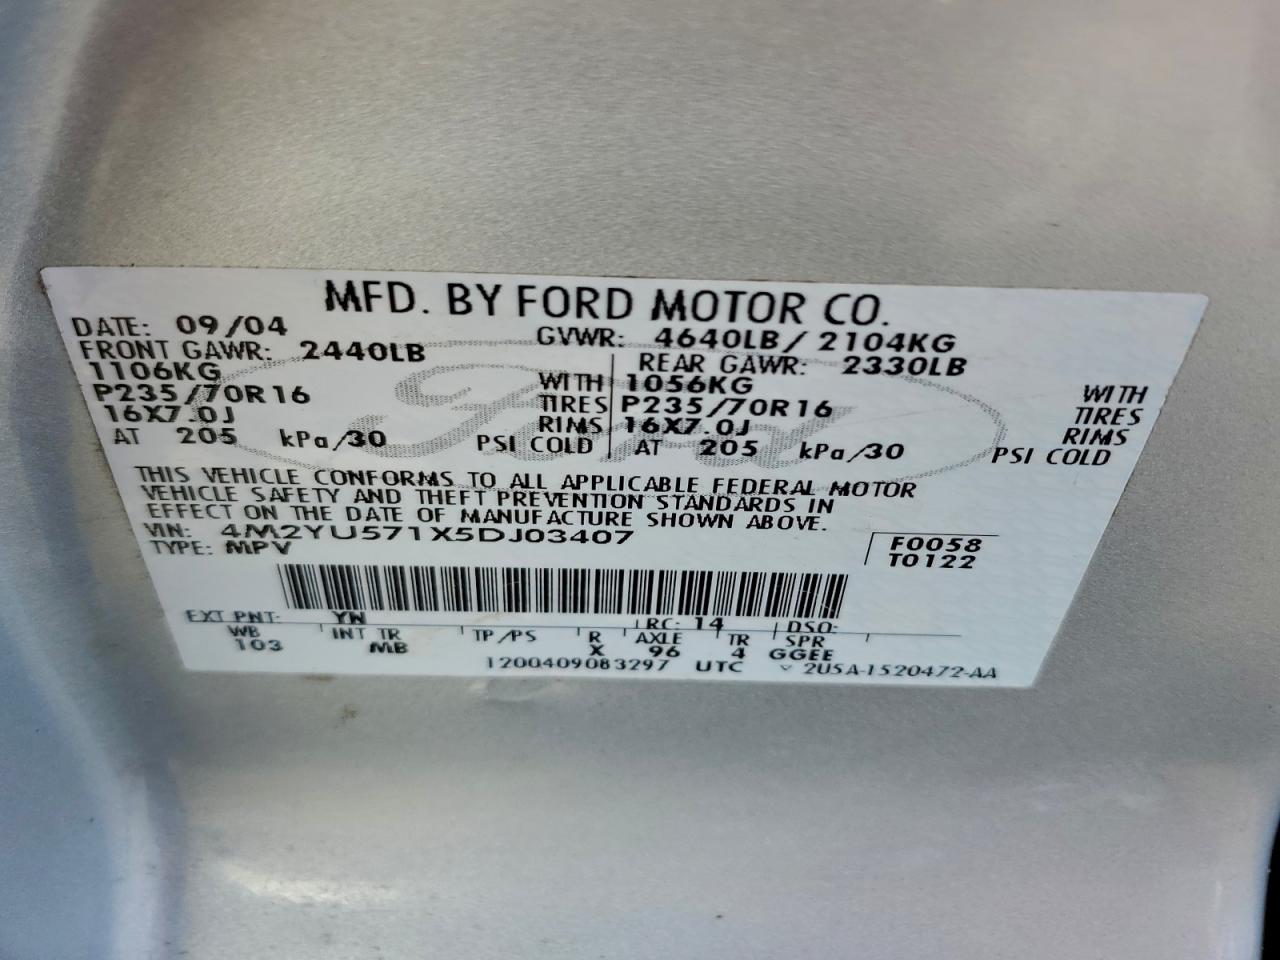 MFD. BY FORD MOTOR CO.
DATE: 09/04 GVWR: 4640LB/ 2104KG
FRONT GAWR: 2440LB REAR GAWR: 2330LB
1106KG WITH 1056KG WITH
P235/70R16 TIRES P235/70R16 TIRES
16X7.0J RIMS 16X7.0J RIMS
AT 205 kPa/30 PSI COLD AT 205 kPa/30 PSI COLD
Ford
THIS VEHICLE CONFORMS TO ALL APPLICABLE FEDERAL MOTOR
VEHICLE SAFETY AND THEFT PREVENTION STANDARDS IN
EFFECT ON THE DATE OF MANUFACTURE SHOWN ABOVE.
VIN: 4M2YU571X5DJ03407 F0058
TYPE: MPV T0122
EXT PNT: YN RC: 14 DSO:
WB INT TR TP/PS R AXLE TR SPR
103 MB X 96 4 GGEE
1200409083297 UTC 2U5A-1520472-AA